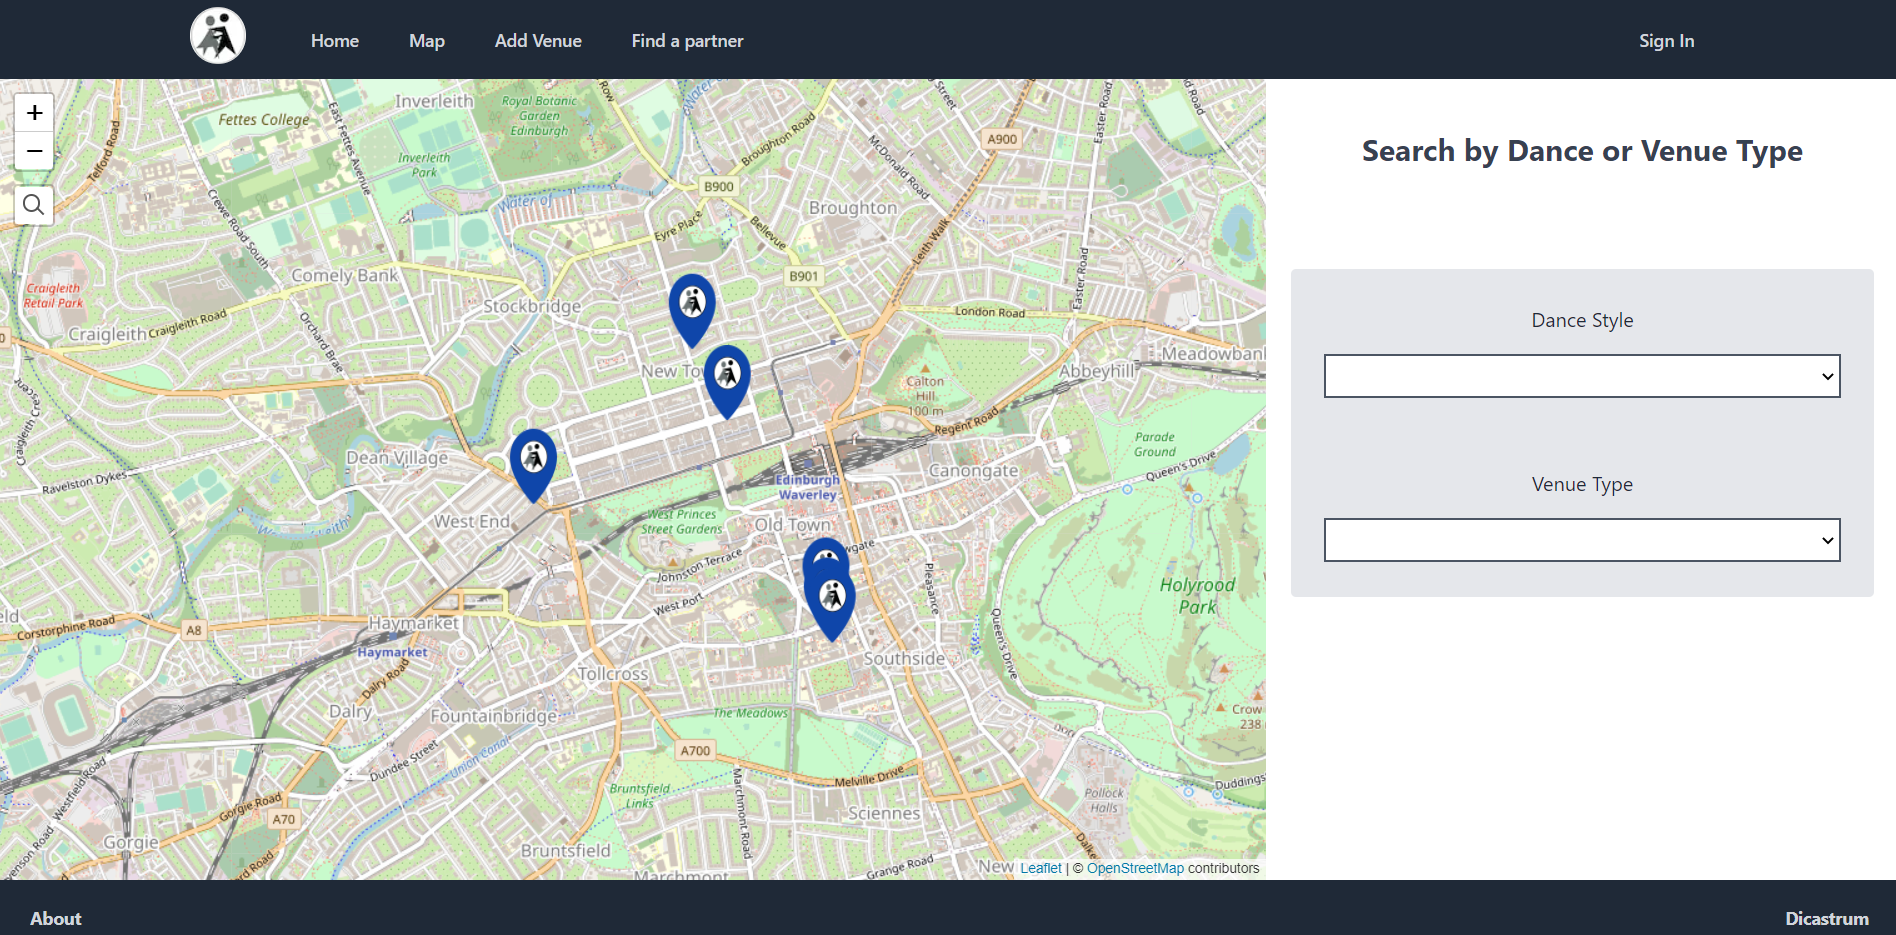 Home
Map
Add Venue
Find a partner
Sign In
+
−
Search by Dance or Venue Type
Dance Style
Venue Type
Inverleith
Fettes College
Royal Botanic
Garden
Edinburgh
Telford Road
East Fettes Avenue
Inverleith
Park
Crewe Road South
B900
Broughton Road
McDonald Road
A900
Easter Road
Water of
Broughton
Eyre Place
Bellevue
Leith Walk
Comely Bank
Stockbridge
B901
Easter Road
Craigleith
Retail Park
Craigleith
Craigleith Road
Orchard Brae
London Road
Meadowbank
Abbeyhill
Calton
Hill
100 m
Regent Road
Parade
Ground
Queen's Drive
Dean Village
Ravelston Dykes
Canongate
Edinburgh
Waverley
West End
West Princes
Street Gardens
Old Town
Water of Leith
Johnston Terrace
West Port
Pleasance
Holyrood
Park
Queen's Drive
A8
Corstorphine Road
Haymarket
Haymarket
Dalry Road
Tollcross
Southside
Dalry
Fountainbridge
The Meadows
Crow
238
A700
Dundee Street
Union Canal
Melville Drive
Bruntsfield
Links
Marchmont Road
Pollock
Halls
Duddings
Westfield Road
Gorgie Road
A70
Gorgie
Sciennes
Bruntsfield
Dalke
Grange Road
New
Marchmont
Leaflet | © OpenStreetMap contributors
About
Dicastrum